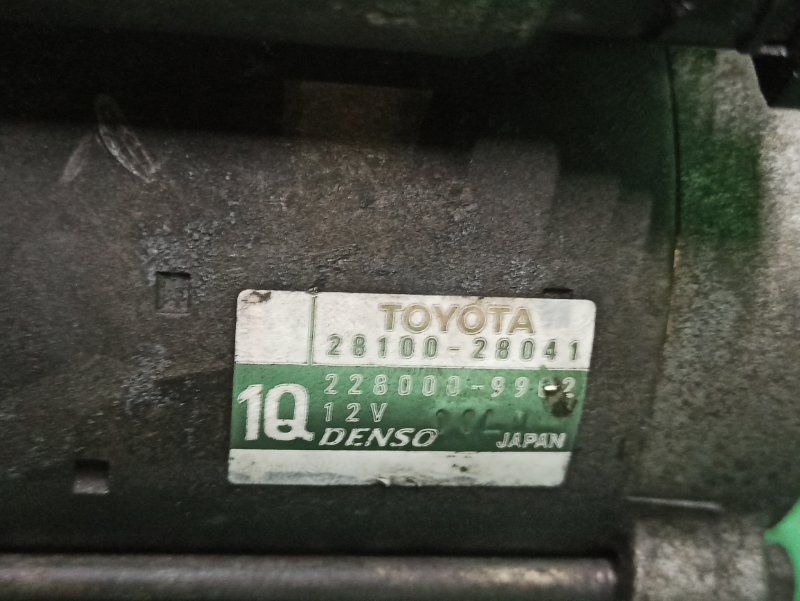 TOYOTA
28100-28041
1Q
12V
DENSO JAPAN